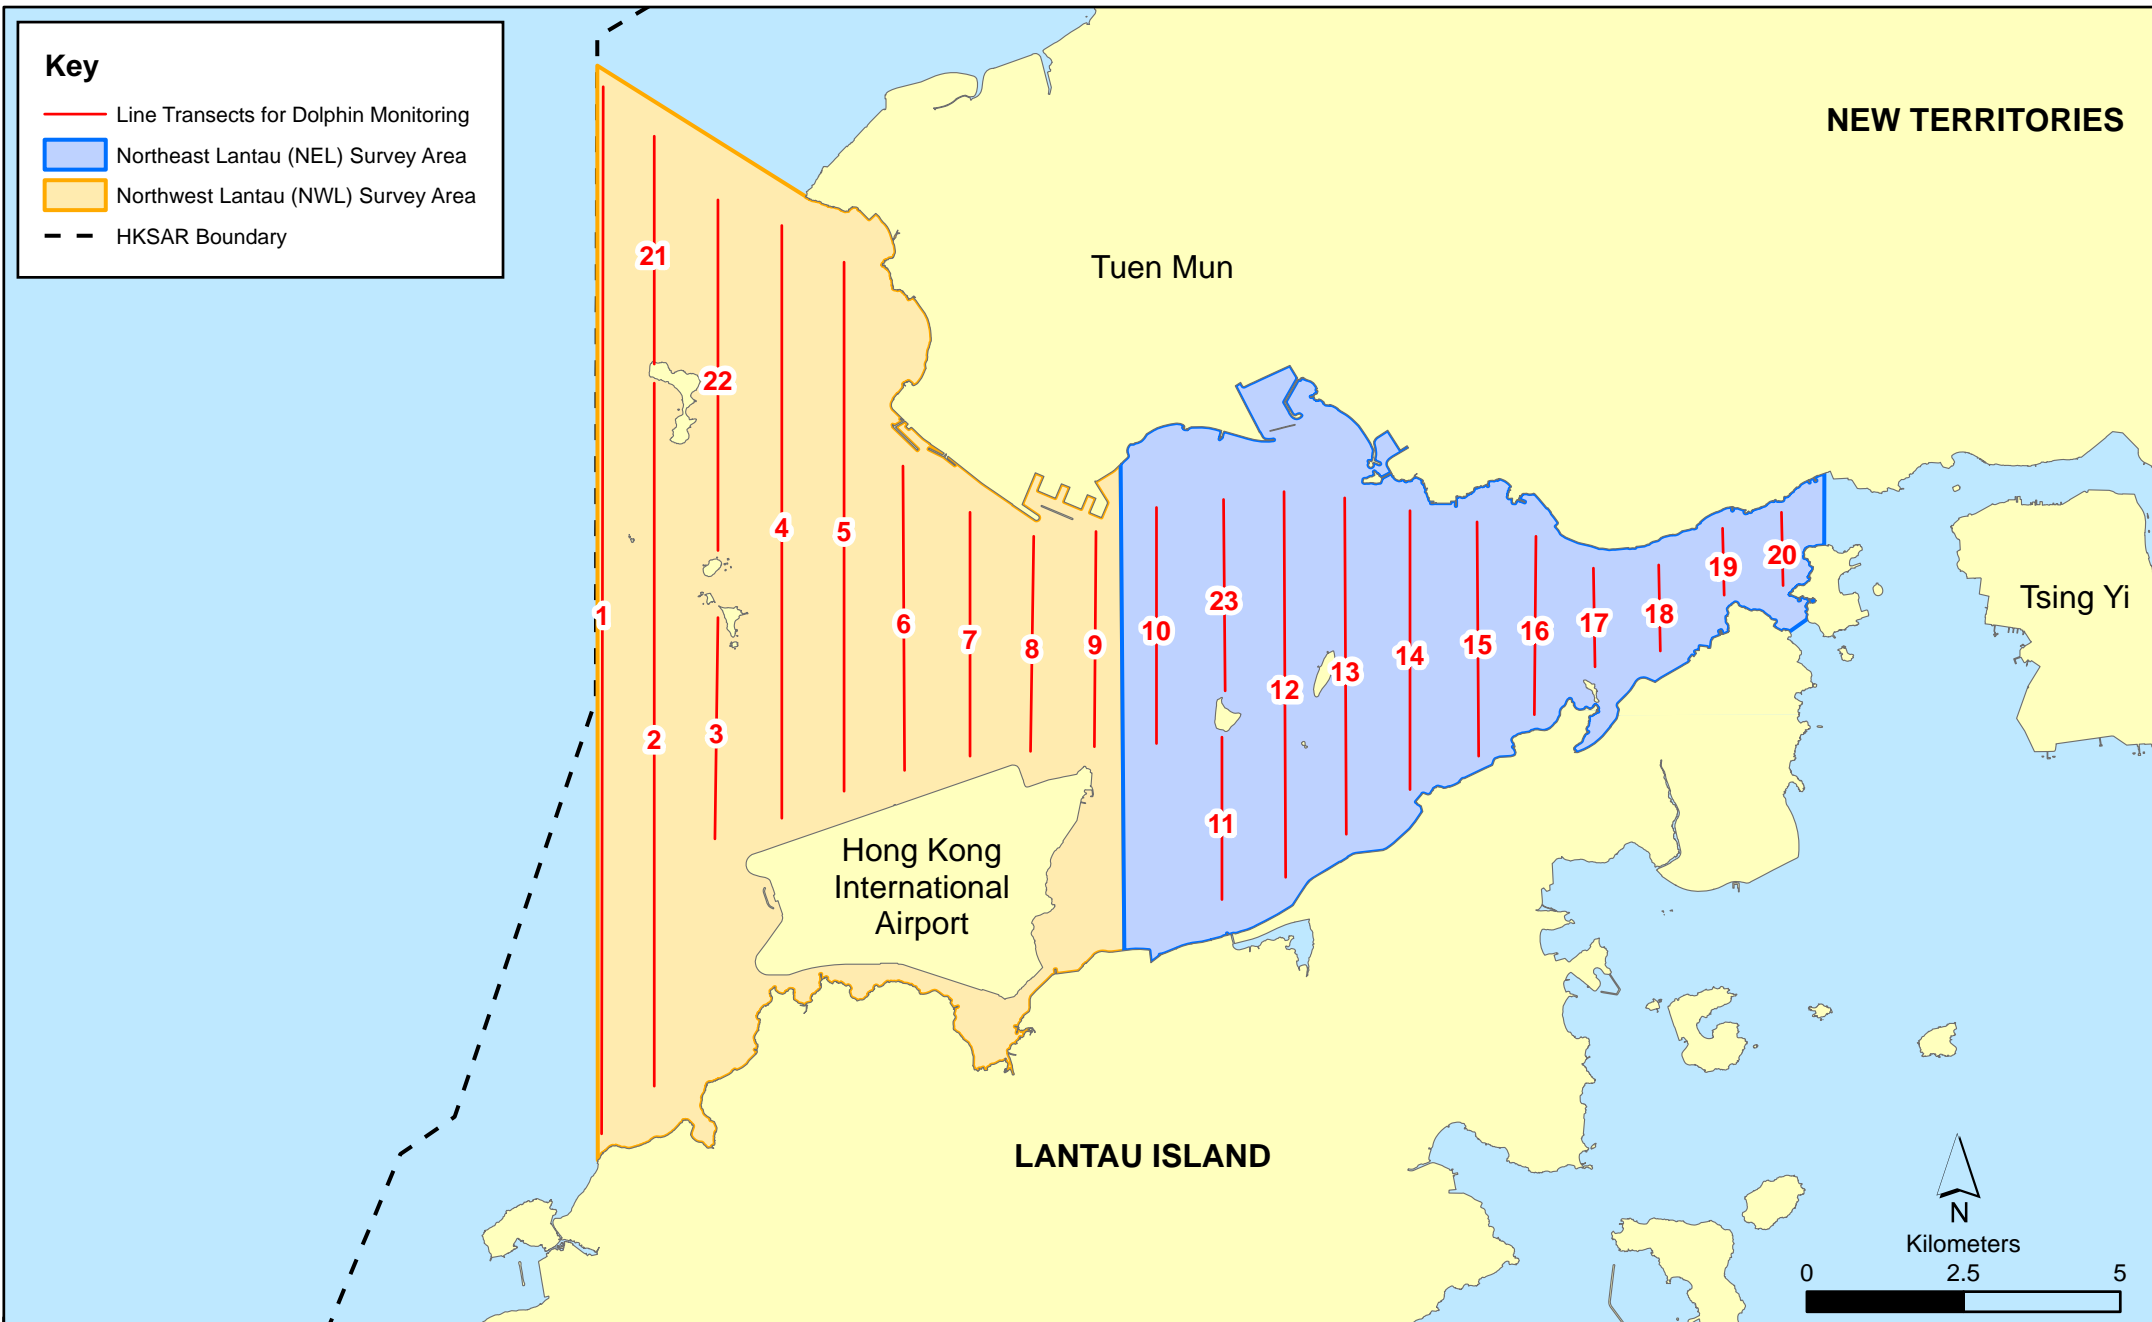 Key
Line Transects for Dolphin Monitoring
Northeast Lantau (NEL) Survey Area
Northwest Lantau (NWL) Survey Area
HKSAR Boundary
NEW TERRITORIES
Tuen Mun
21
22
4
5
1
6
7
8
9
10
23
12
13
14
15
16
17
18
19
20
Tsing Yi
2
3
11
Hong Kong
International
Airport
LANTAU ISLAND
N
Kilometers
0 2.5 5